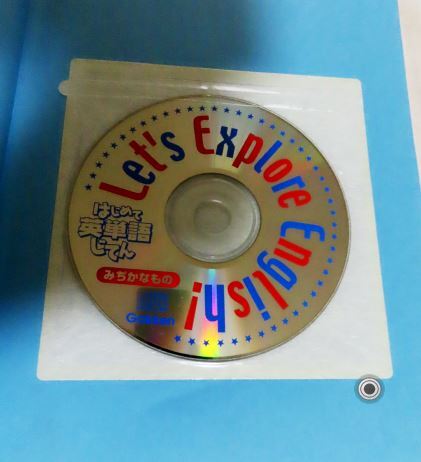 Let's Explore English!
はじめて
英単語
じてん
みぢかなもの
Gakken